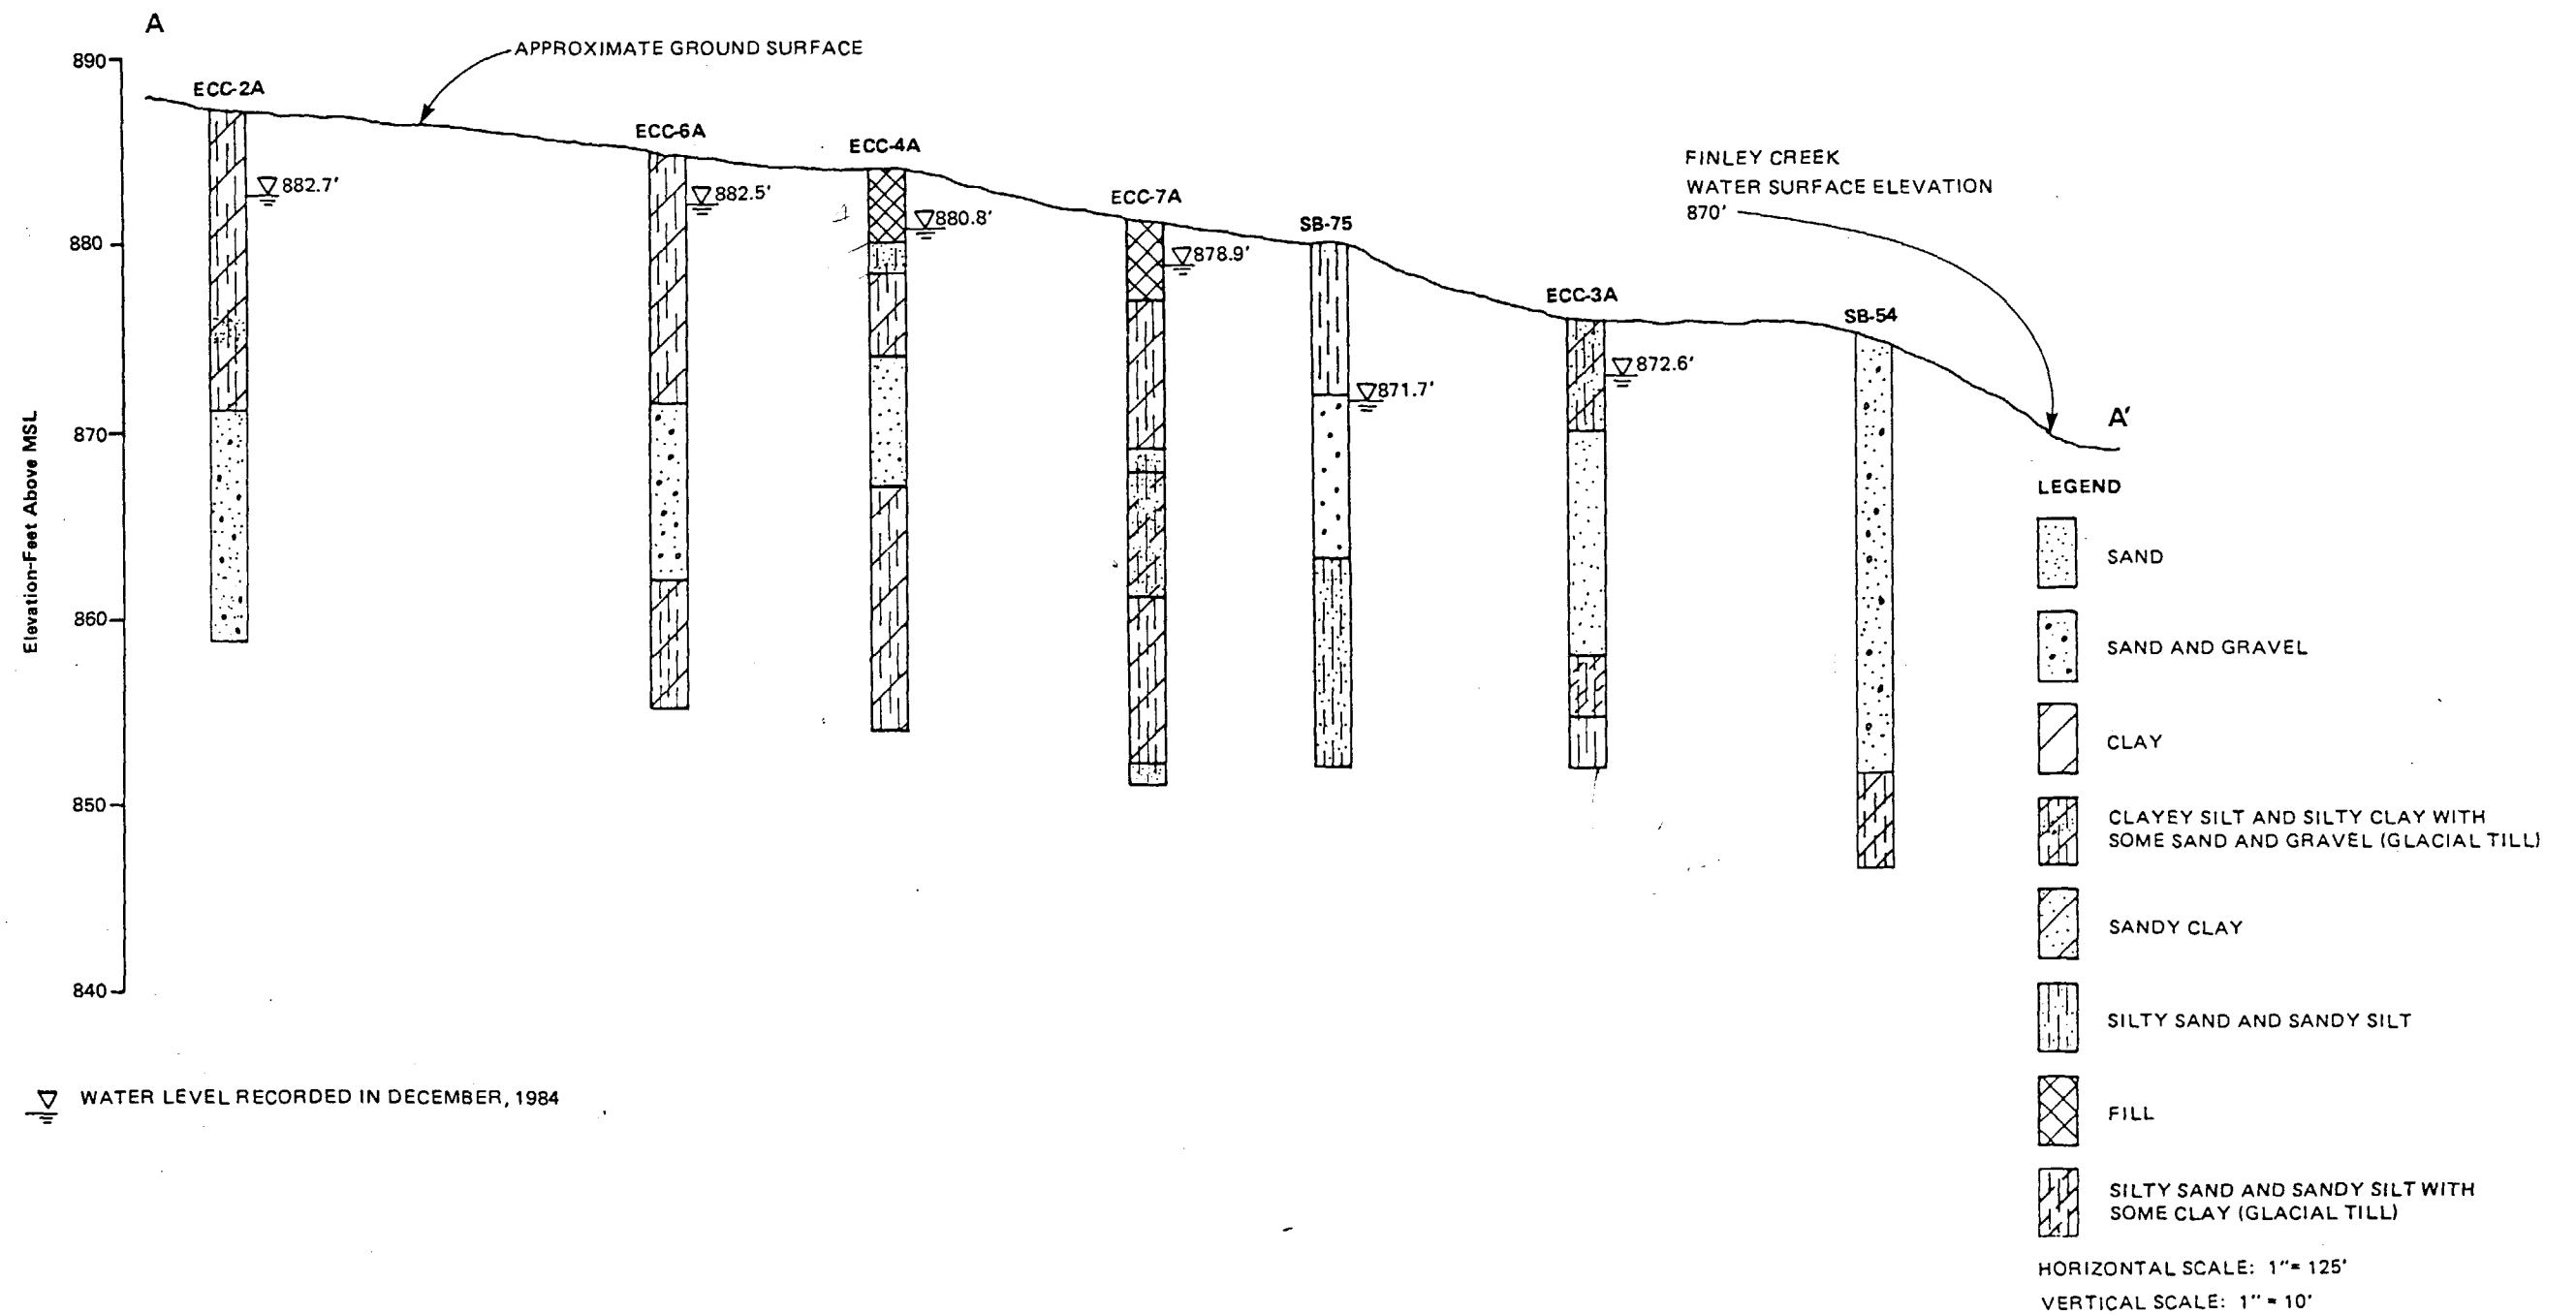 A
APPROXIMATE GROUND SURFACE
890
ECC-2A
ECC-6A
ECC-4A
ECC-7A
SB-75
ECC-3A
SB-54
FINLEY CREEK
WATER SURFACE ELEVATION
870'
882.7'
882.5'
880.8'
878.9'
871.7'
872.6'
880
870
860
850
840
Elevation-Feet Above MSL
A'
LEGEND
SAND
SAND AND GRAVEL
CLAY
CLAYEY SILT AND SILTY CLAY WITH
SOME SAND AND GRAVEL (GLACIAL TILL)
SANDY CLAY
SILTY SAND AND SANDY SILT
FILL
SILTY SAND AND SANDY SILT WITH
SOME CLAY (GLACIAL TILL)
HORIZONTAL SCALE: 1"= 125'
VERTICAL SCALE: 1" = 10'
WATER LEVEL RECORDED IN DECEMBER, 1984